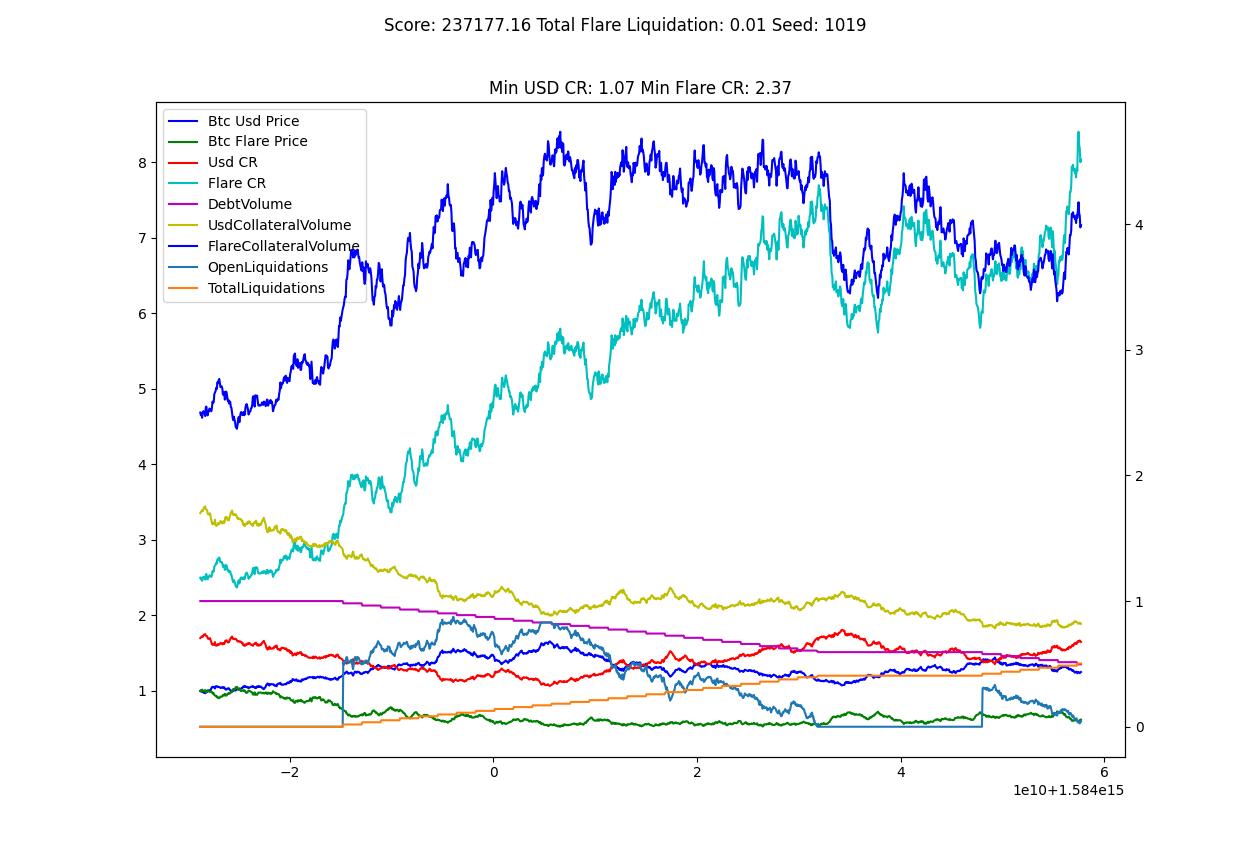 Score: 237177.16 Total Flare Liquidation: 0.01 Seed: 1019
Min USD CR: 1.07 Min Flare CR: 2.37
Btc Usd Price
Btc Flare Price
Usd CR
Flare CR
DebtVolume
UsdCollateralVolume
FlareCollateralVolume
OpenLiquidations
TotalLiquidations
8
7
6
5
4
3
2
1
4
3
2
1
0
−2
0
2
4
6
1e10+1.584e15